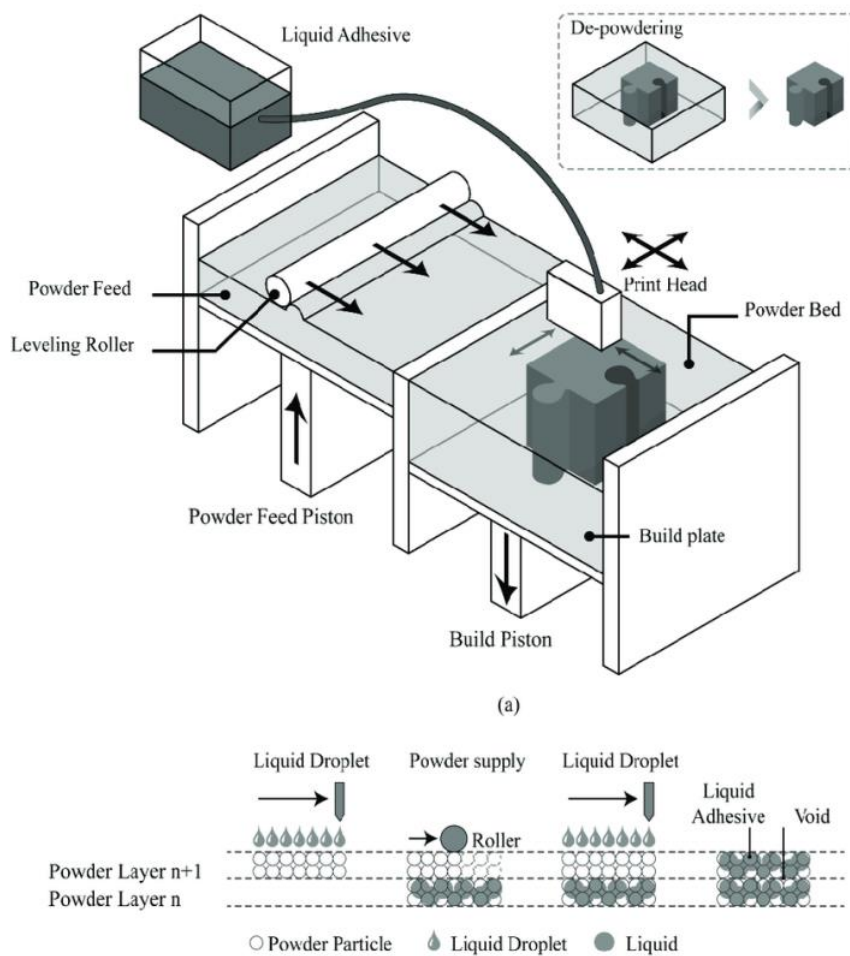 Liquid Adhesive
De-powdering
Print Head
Powder Feed
Powder Bed
Leveling Roller
Powder Feed Piston
Build plate
Build Piston
(a)
Liquid Droplet
Powder supply
Liquid Droplet
Liquid
Adhesive
Void
Roller
Powder Layer n+1
Powder Layer n
Powder Particle
Liquid Droplet
Liquid